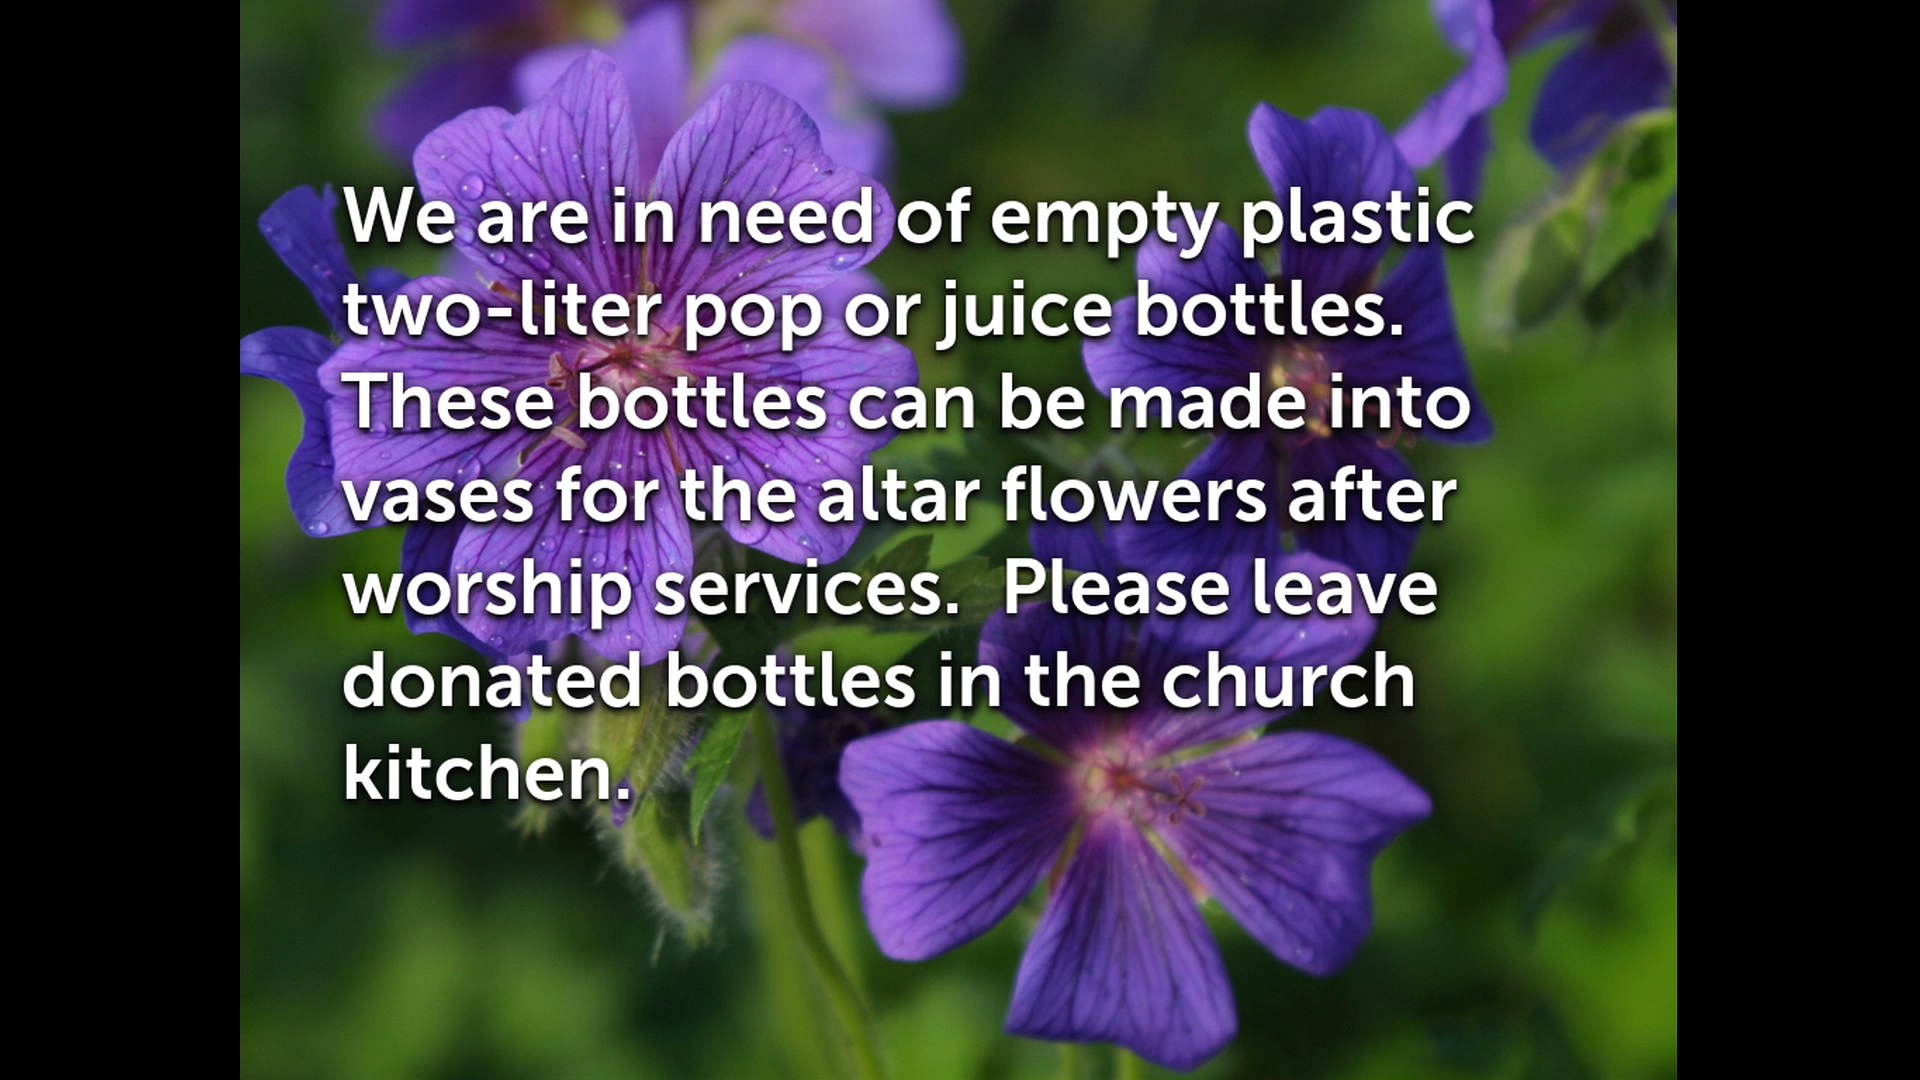 We are in need of empty plastic
two-liter pop or juice bottles.
These bottles can be made into
vases for the altar flowers after
worship services.  Please leave
donated bottles in the church
kitchen.